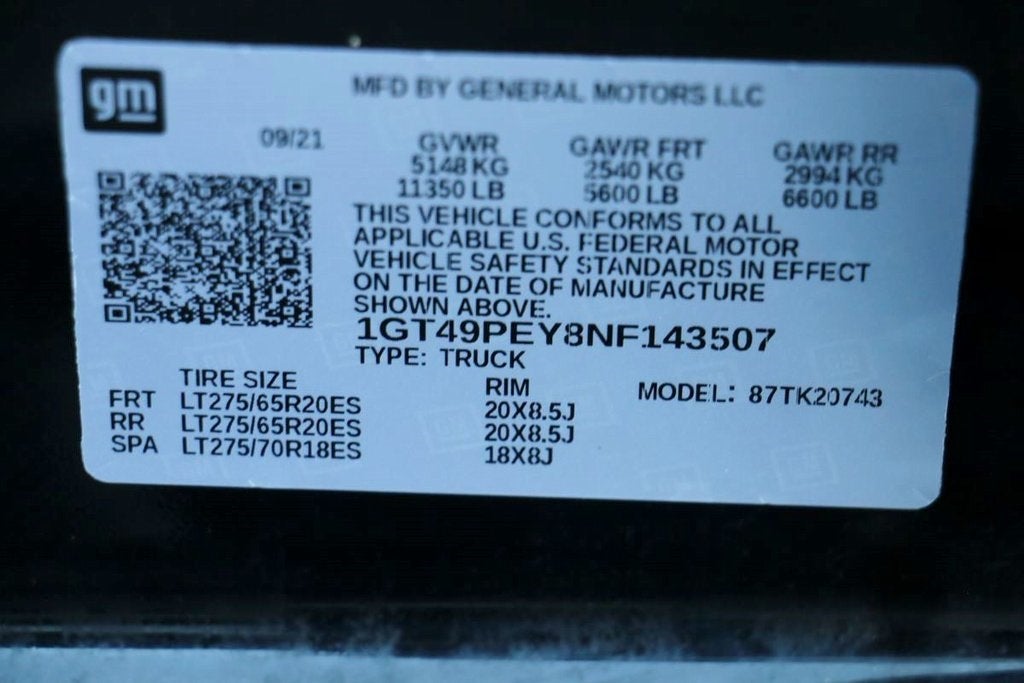 gm
MFD BY GENERAL MOTORS LLC
09/21 GVWR GAWR FRT GAWR RR
5148 KG 2540 KG 2994 KG
11350 LB 5600 LB 6600 LB
THIS VEHICLE CONFORMS TO ALL
APPLICABLE U.S. FEDERAL MOTOR
VEHICLE SAFETY STANDARDS IN EFFECT
ON THE DATE OF MANUFACTURE
SHOWN ABOVE.
1GT49PEY8NF143507
TYPE: TRUCK
TIRE SIZE RIM MODEL: 87TK20743
FRT LT275/65R20ES 20X8.5J
RR LT275/65R20ES 20X8.5J
SPA LT275/70R18ES 18X8J